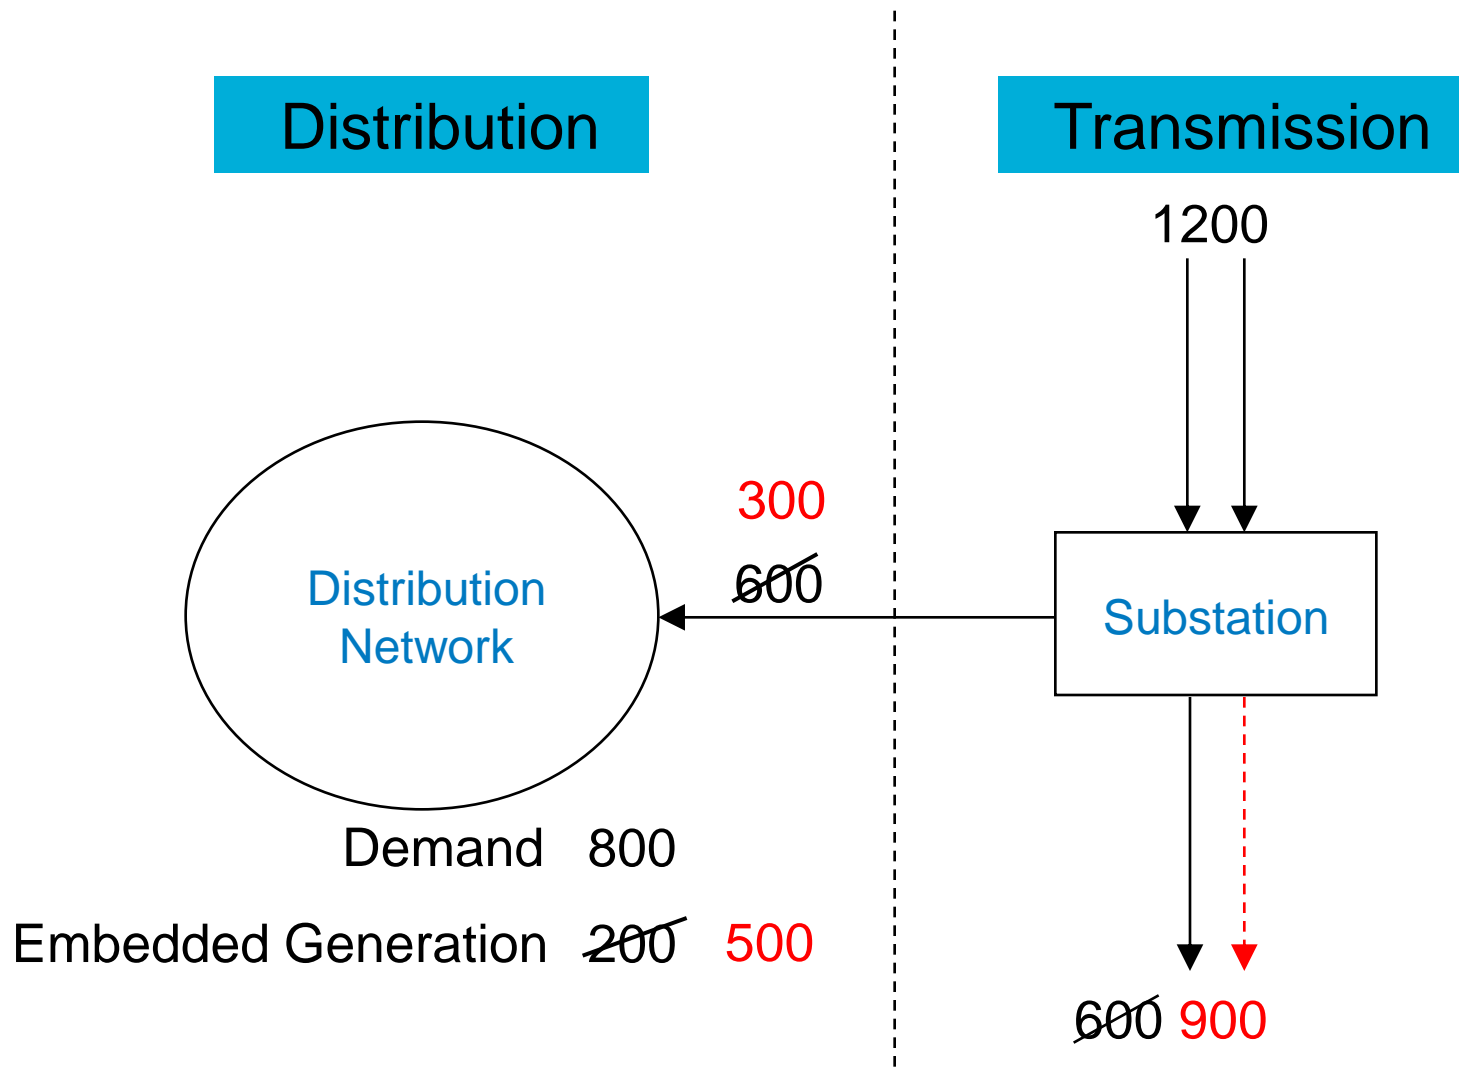 Distribution
Transmission
1200
300
600
Distribution
Network
Substation
Demand 800
Embedded Generation 200 500
600 900